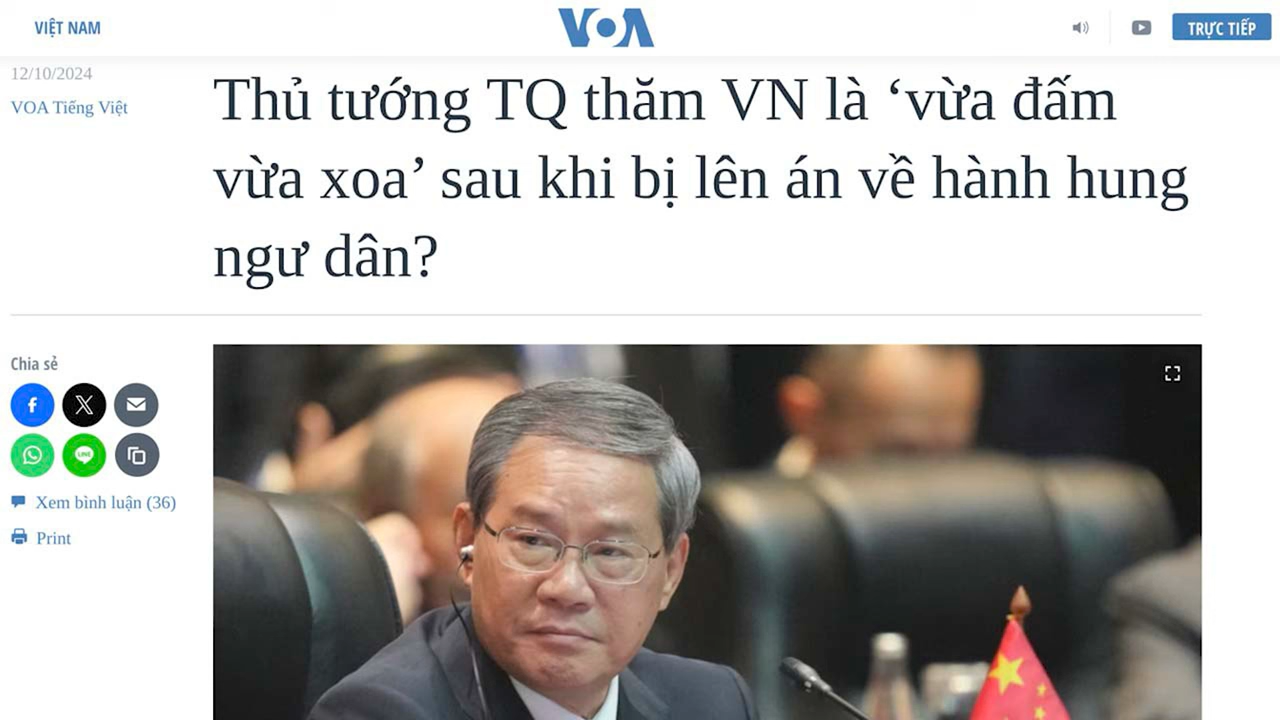 VIỆT NAM
VOA
TRỰC TIẾP
12/10/2024
VOA Tiếng Việt
Thủ tướng TQ thăm VN là ‘vừa đấm
vừa xoa’ sau khi bị lên án về hành hung
ngư dân?
Chia sẻ
LINE
Xem bình luận (36)
Print